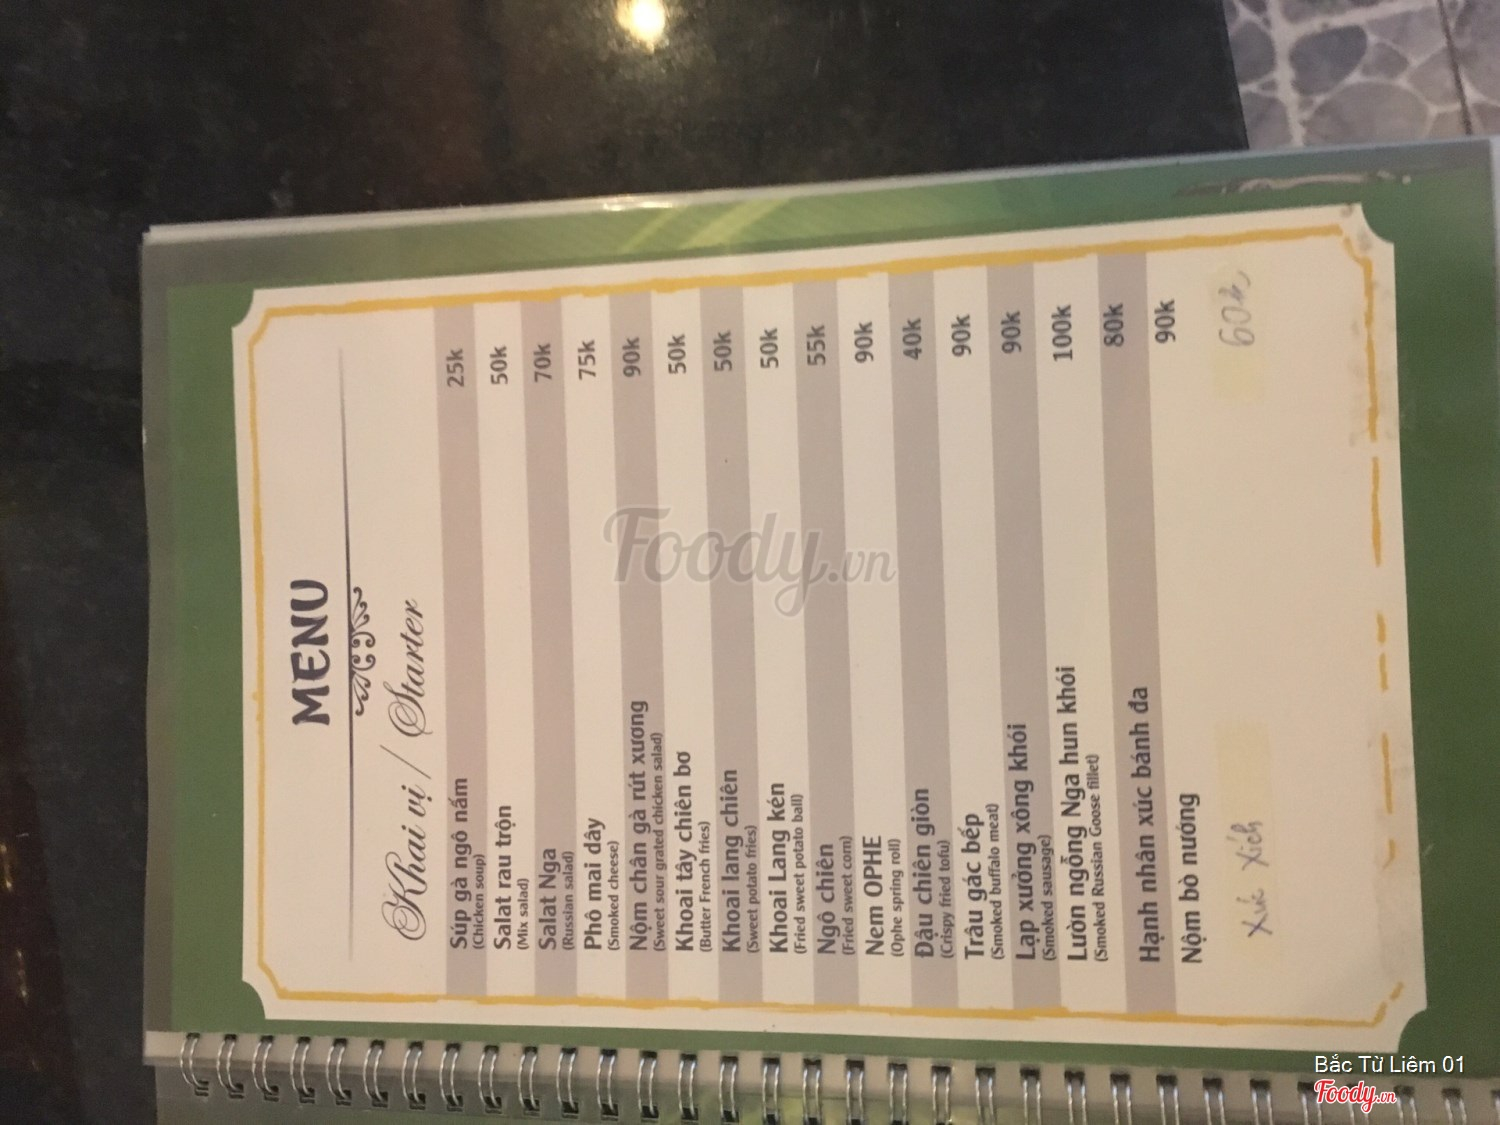 MENU
Khai vị / Starter
Súp gà ngô nấm 25k
(Chicken soup)
Salat rau trộn 50k
(Mix salad)
Salat Nga 70k
(Russian salad)
Phô mai dây 75k
(Smoked cheese)
Nộm chân gà rút xương 90k
(Sweet sour grated chicken salad)
Khoai tây chiên bơ 50k
(Butter French fries)
Khoai lang chiên 50k
(Sweet potato fries)
Khoai Lang kén 50k
(Fried sweet potato ball)
Ngô chiên 55k
(Fried sweet corn)
Nem OPHE 90k
(Ophe spring roll)
Đậu chiên giòn 40k
(Crispy fried tofu)
Trâu gác bếp 90k
(Smoked buffalo meat)
Lạp xưởng xông khói 90k
(Smoked sausage)
Lườn ngỗng Nga hun khói 100k
(Smoked Russian Goose fillet)
Hạnh nhân xúc bánh đa 80k
Nộm bò nướng 90k
Xúc xích 60k
Foody.vn
Bắc Từ Liêm 01
Foody.vn